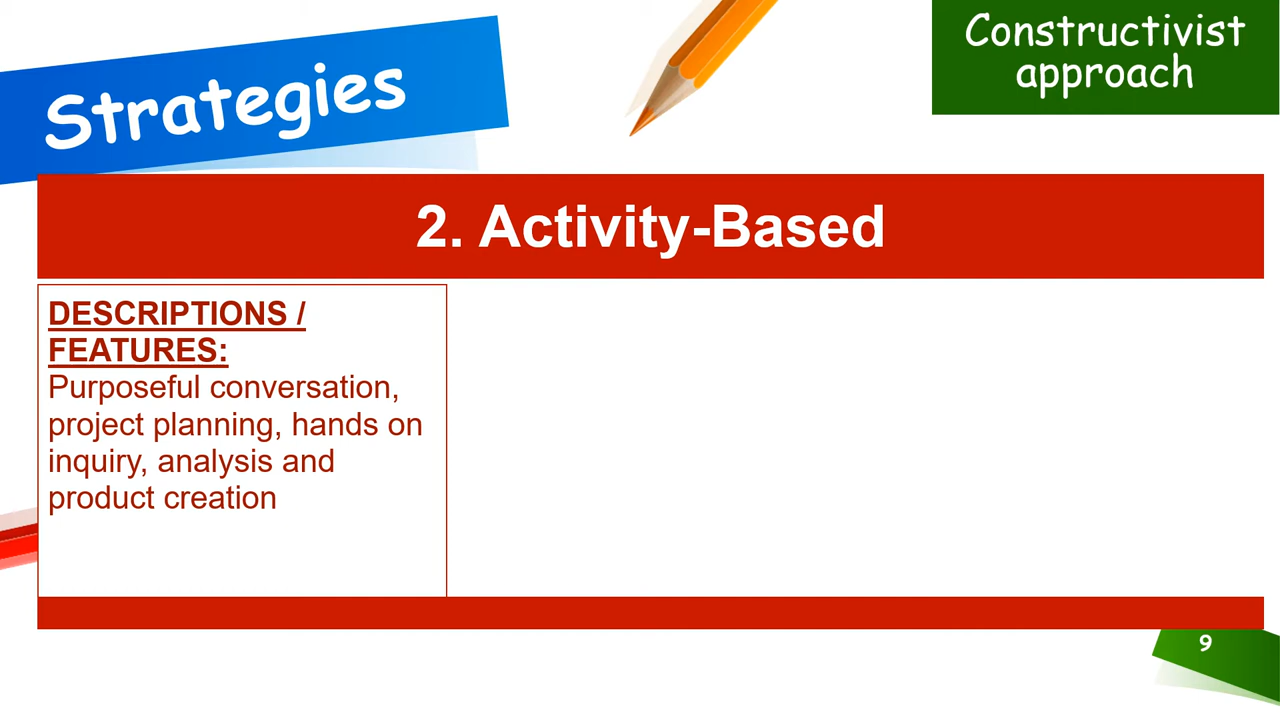 Strategies
Constructivist
approach
2. Activity-Based
DESCRIPTIONS /
FEATURES:
Purposeful conversation,
project planning, hands on
inquiry, analysis and
product creation
9